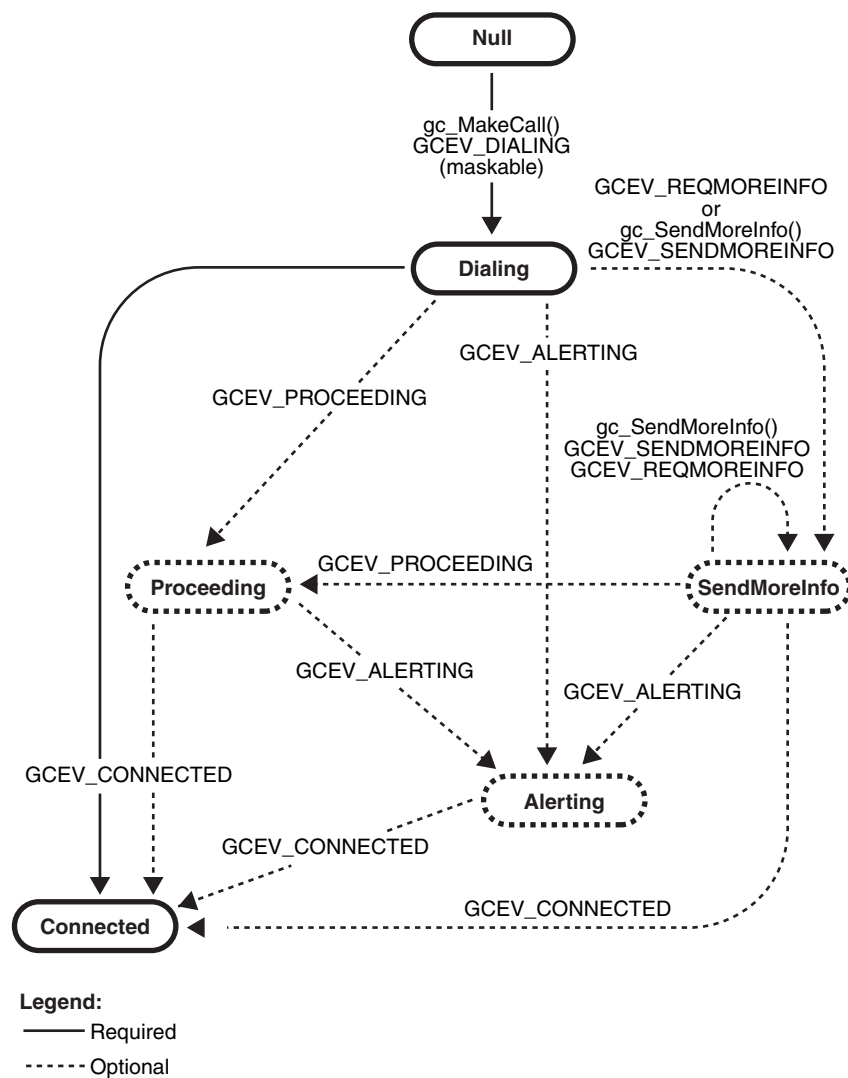 Null
gc_MakeCall()
GCEV_DIALING
(maskable)
GCEV_REQMOREINFO
or
gc_SendMoreInfo()
GCEV_SENDMOREINFO
Dialing
GCEV_ALERTING
GCEV_PROCEEDING
gc_SendMoreInfo()
GCEV_SENDMOREINFO
GCEV_REQMOREINFO
GCEV_PROCEEDING
Proceeding
SendMoreInfo
GCEV_ALERTING
GCEV_ALERTING
GCEV_CONNECTED
Alerting
GCEV_CONNECTED
GCEV_CONNECTED
Connected
Legend:
Required
Optional